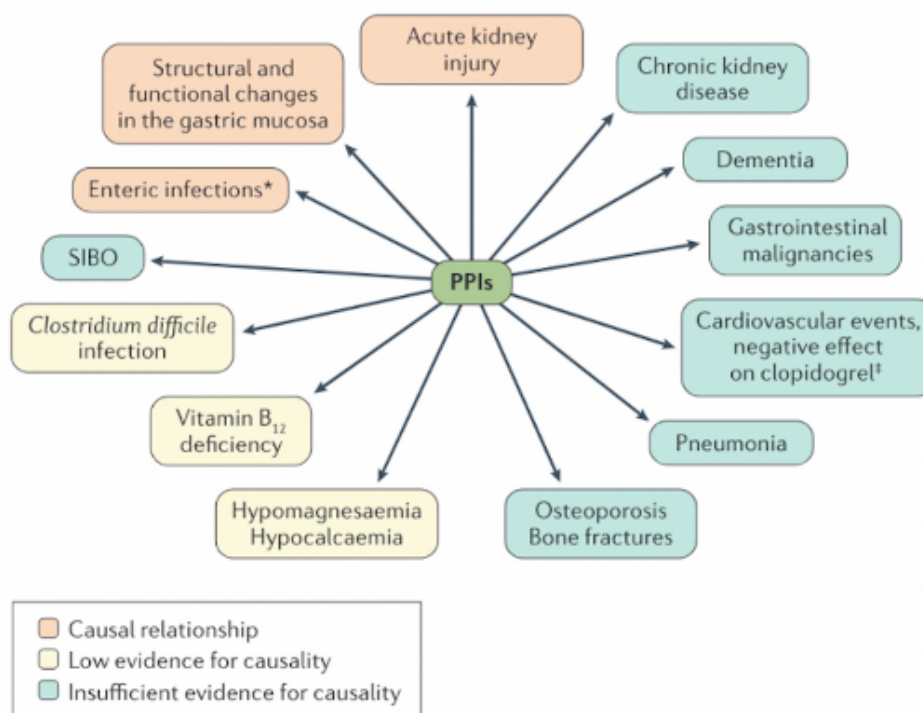 Acute kidney
injury
Structural and
functional changes
in the gastric mucosa
Chronic kidney
disease
Dementia
Enteric infections*
Gastrointestinal
malignancies
SIBO
PPIs
Clostridium difficile
infection
Cardiovascular events,
negative effect
on clopidogrel‡
Vitamin B₁₂
deficiency
Pneumonia
Hypomagnesaemia
Hypocalcaemia
Osteoporosis
Bone fractures
Causal relationship
Low evidence for causality
Insufficient evidence for causality